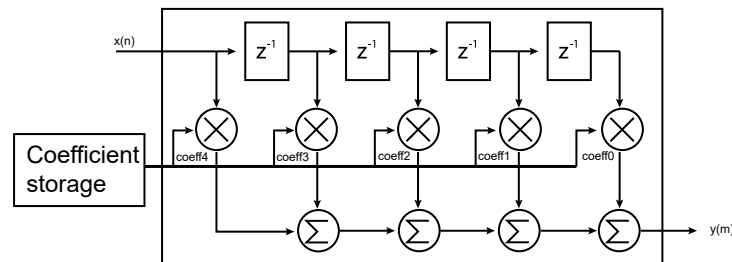 x(n)
z⁻¹
z⁻¹
z⁻¹
z⁻¹
Coefficient
storage
coeff4
coeff3
coeff2
coeff1
coeff0
Σ
Σ
Σ
Σ
y(m)